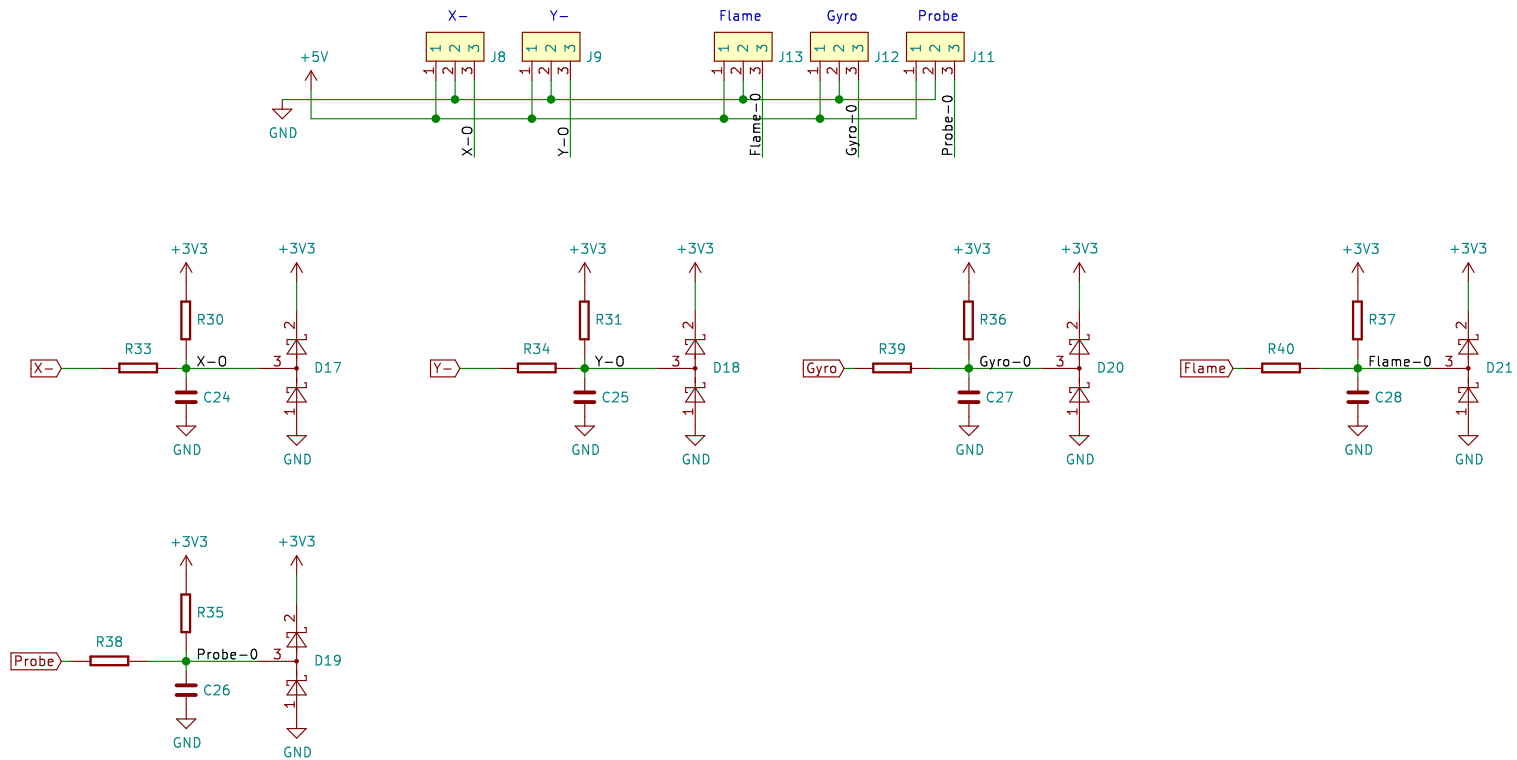 X- Y- Flame Gyro Probe
1 2 3 J8 1 2 3 J9 1 2 3 J13 1 2 3 J12 1 2 3 J11
+5V
1 2 3 1 2 3 1 2 3 1 2 3 1 2 3
GND
X-O Y-O Flame-O Gyro-O Probe-O
+3V3 +3V3 +3V3 +3V3 +3V3 +3V3 +3V3 +3V3
R30 2 R31 2 R36 2 R37 2
R33 R34 R39 R40
X- X-O 3 D17 Y- Y-O 3 D18 Gyro Gyro-O 3 D20 Flame Flame-O 3 D21
C24 1 C25 1 C27 1 C28 1
GND GND GND GND
GND GND GND GND
+3V3 +3V3
R35 2
R38
Probe Probe-O 3 D19
C26 1
GND
GND